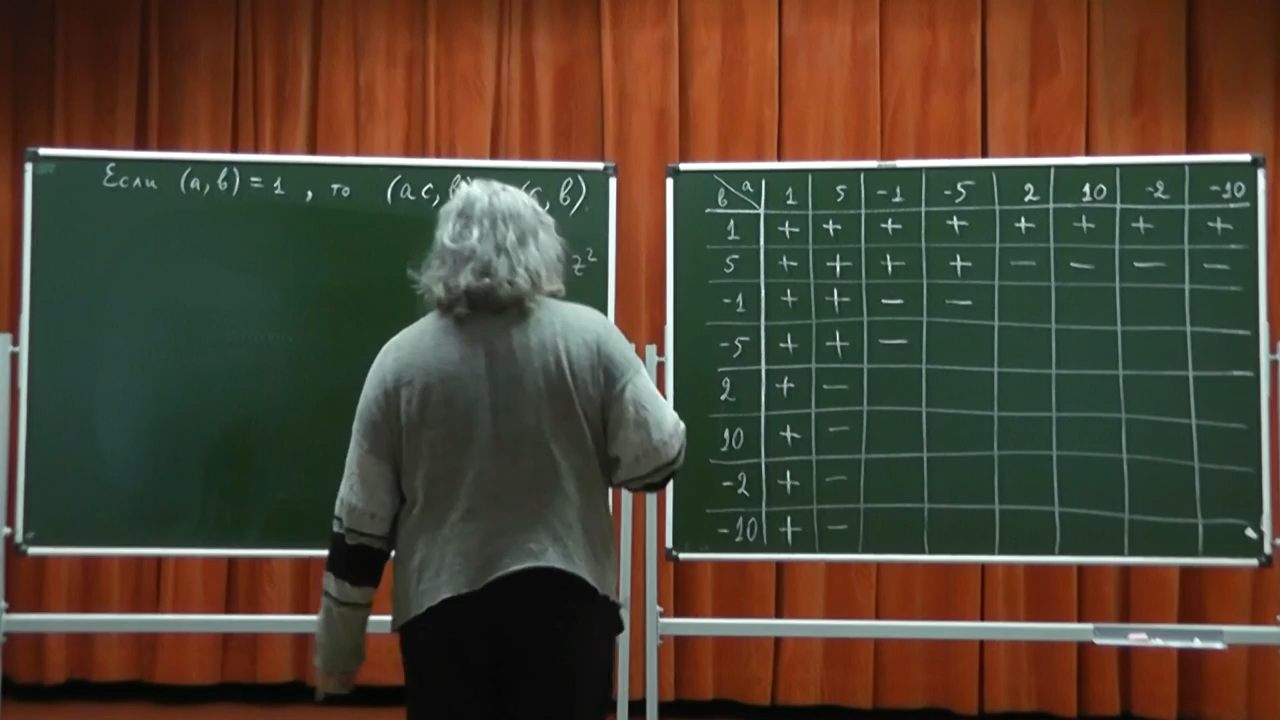 Если (a, b) = 1 , то (ac, , b).
z²
b \ a 1 5 -1 -5 2 10 -2 -10
1 + + + + + + + +
5 + + + + — — — —
-1 + + — —
-5 + + —
2 + —
10 + —
-2 + —
-10 + —